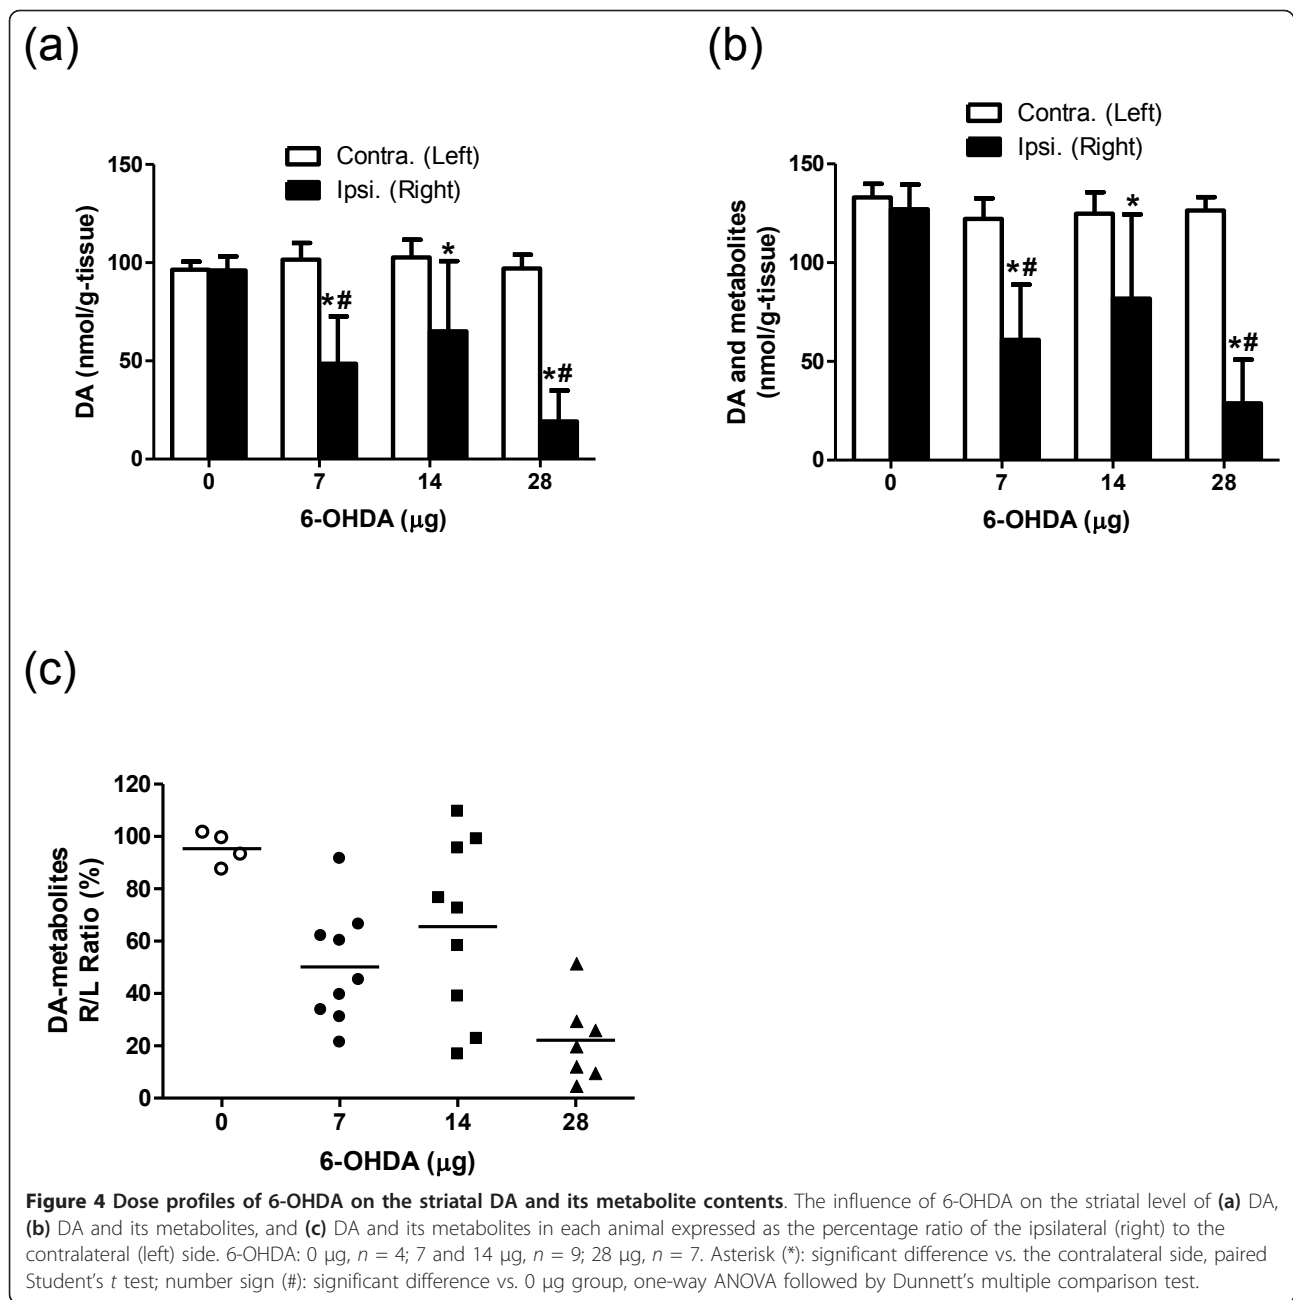 (a)
Contra. (Left)
Ipsi. (Right)
150
100
50
0
DA (nmol/g-tissue)
*#
*
*#
0 7 14 28
6-OHDA (μg)
(b)
Contra. (Left)
Ipsi. (Right)
150
100
50
0
DA and metabolites
(nmol/g-tissue)
*#
*
*#
0 7 14 28
6-OHDA (μg)
(c)
120
100
80
60
40
20
0
DA-metabolites
R/L Ratio (%)
0 7 14 28
6-OHDA (μg)
Figure 4 Dose profiles of 6-OHDA on the striatal DA and its metabolite contents. The influence of 6-OHDA on the striatal level of (a) DA,
(b) DA and its metabolites, and (c) DA and its metabolites in each animal expressed as the percentage ratio of the ipsilateral (right) to the
contralateral (left) side. 6-OHDA: 0 μg, n = 4; 7 and 14 μg, n = 9; 28 μg, n = 7. Asterisk (*): significant difference vs. the contralateral side, paired
Student's t test; number sign (#): significant difference vs. 0 μg group, one-way ANOVA followed by Dunnett's multiple comparison test.